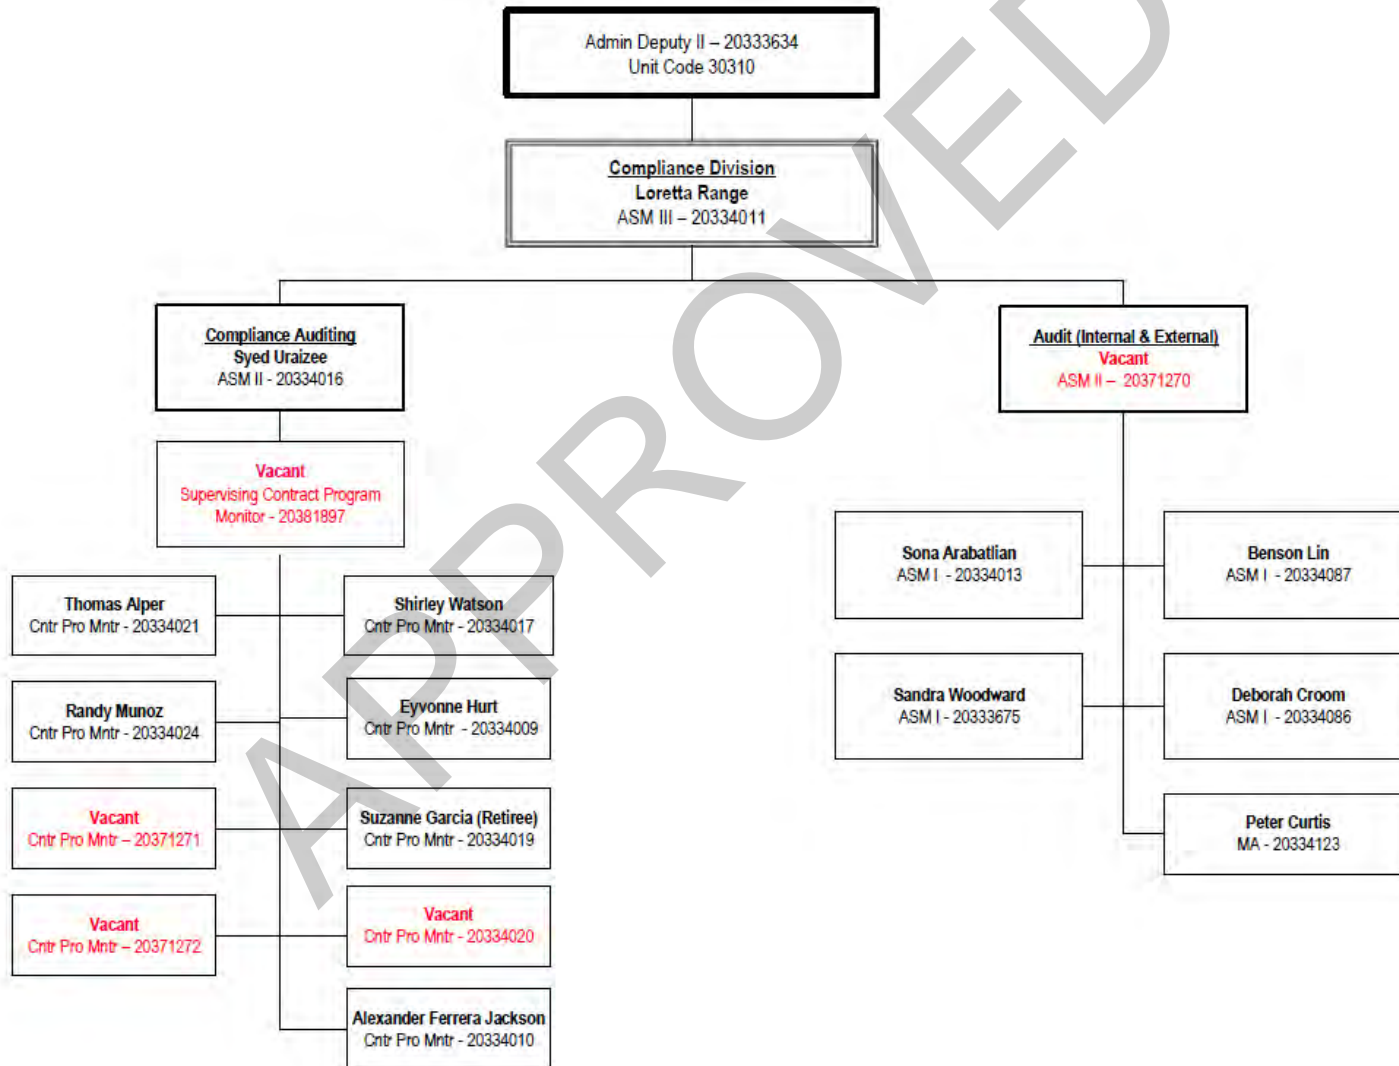 Admin Deputy II – 20333634
Unit Code 30310
Compliance Division
Loretta Range
ASM III – 20334011
Compliance Auditing
Syed Uraizee
ASM II - 20334016
Audit (Internal & External)
Vacant
ASM II – 20371270
Vacant
Supervising Contract Program
Monitor - 20381897
Thomas Alper
Cntr Pro Mntr - 20334021
Shirley Watson
Cntr Pro Mntr - 20334017
Randy Munoz
Cntr Pro Mntr - 20334024
Eyvonne Hurt
Cntr Pro Mntr - 20334009
Vacant
Cntr Pro Mntr – 20371271
Suzanne Garcia (Retiree)
Cntr Pro Mntr - 20334019
Vacant
Cntr Pro Mntr – 20371272
Vacant
Cntr Pro Mntr - 20334020
Alexander Ferrera Jackson
Cntr Pro Mntr - 20334010
Sona Arabatlian
ASM I - 20334013
Benson Lin
ASM I - 20334087
Sandra Woodward
ASM I - 20333675
Deborah Croom
ASM I - 20334086
Peter Curtis
MA - 20334123
APPROVED